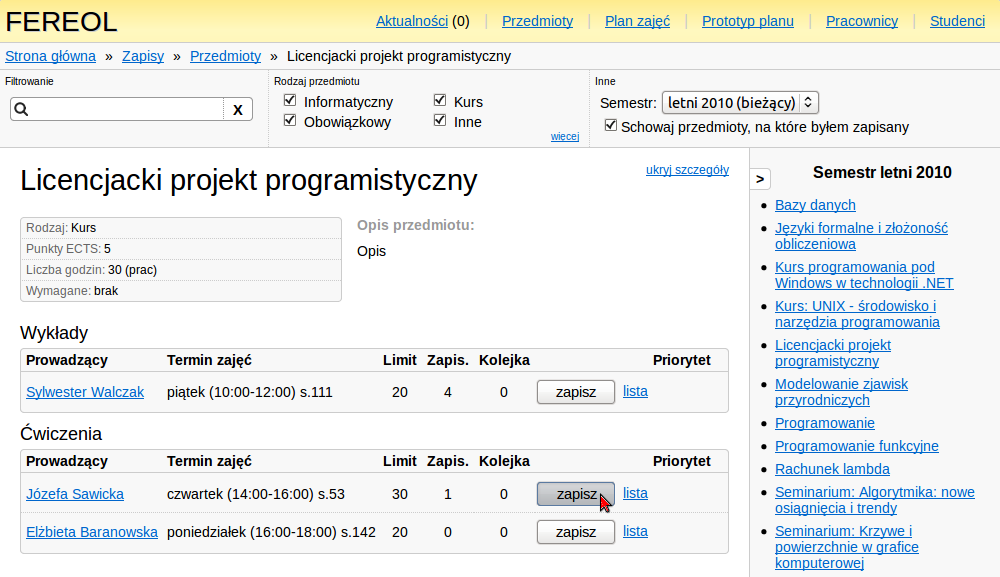 FEREOL
Aktualności (0) | Przedmioty | Plan zajęć | Prototyp planu | Pracownicy | Studenci
Strona główna » Zapisy » Przedmioty » Licencjacki projekt programistyczny
Filtrowanie
X
Rodzaj przedmiotu
Informatyczny
Kurs
Obowiązkowy
Inne
więcej
Inne
Semestr: letni 2010 (bieżący)
Schowaj przedmioty, na które byłem zapisany
Licencjacki projekt programistyczny
ukryj szczegóły
Rodzaj: Kurs
Punkty ECTS: 5
Liczba godzin: 30 (prac)
Wymagane: brak
Opis przedmiotu:
Opis
Wykłady
Prowadzący Termin zajęć Limit Zapis. Kolejka Priorytet
Sylwester Walczak piątek (10:00-12:00) s.111 20 4 0 zapisz lista
Ćwiczenia
Prowadzący Termin zajęć Limit Zapis. Kolejka Priorytet
Józefa Sawicka czwartek (14:00-16:00) s.53 30 1 0 zapisz lista
Elżbieta Baranowska poniedziałek (16:00-18:00) s.142 20 0 0 zapisz lista
>
Semestr letni 2010
Bazy danych
Języki formalne i złożoność
obliczeniowa
Kurs programowania pod
Windows w technologii .NET
Kurs: UNIX - środowisko i
narzędzia programowania
Licencjacki projekt
programistyczny
Modelowanie zjawisk
przyrodniczych
Programowanie
Programowanie funkcyjne
Rachunek lambda
Seminarium: Algorytmika: nowe
osiągnięcia i trendy
Seminarium: Krzywe i
powierzchnie w grafice
komputerowej